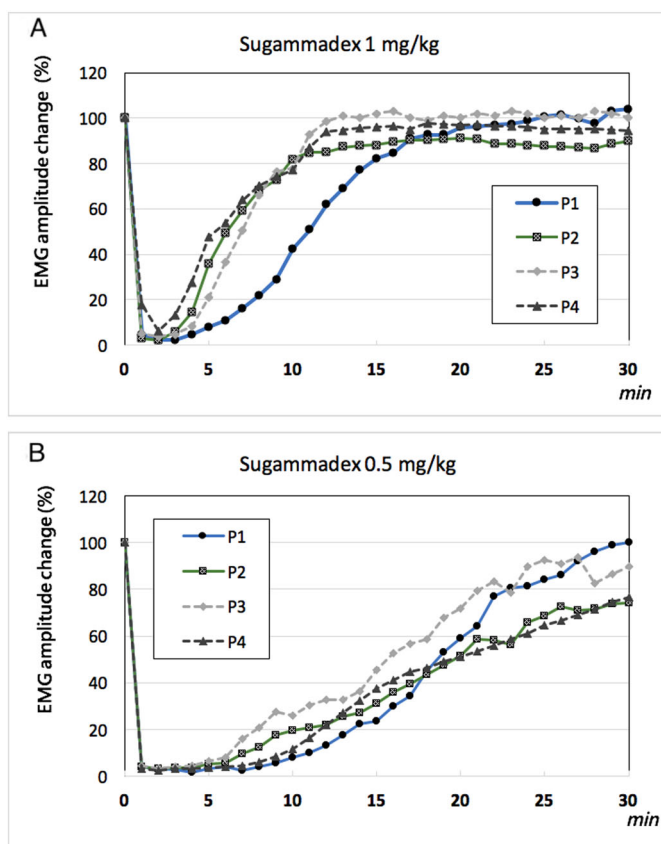 A
Sugammadex 1 mg/kg
EMG amplitude change (%)
120
100
80
60
40
20
0
P1
P2
P3
P4
0 5 10 15 20 25 30
min
B
Sugammadex 0.5 mg/kg
EMG amplitude change (%)
120
100
80
60
40
20
0
P1
P2
P3
P4
0 5 10 15 20 25 30
min